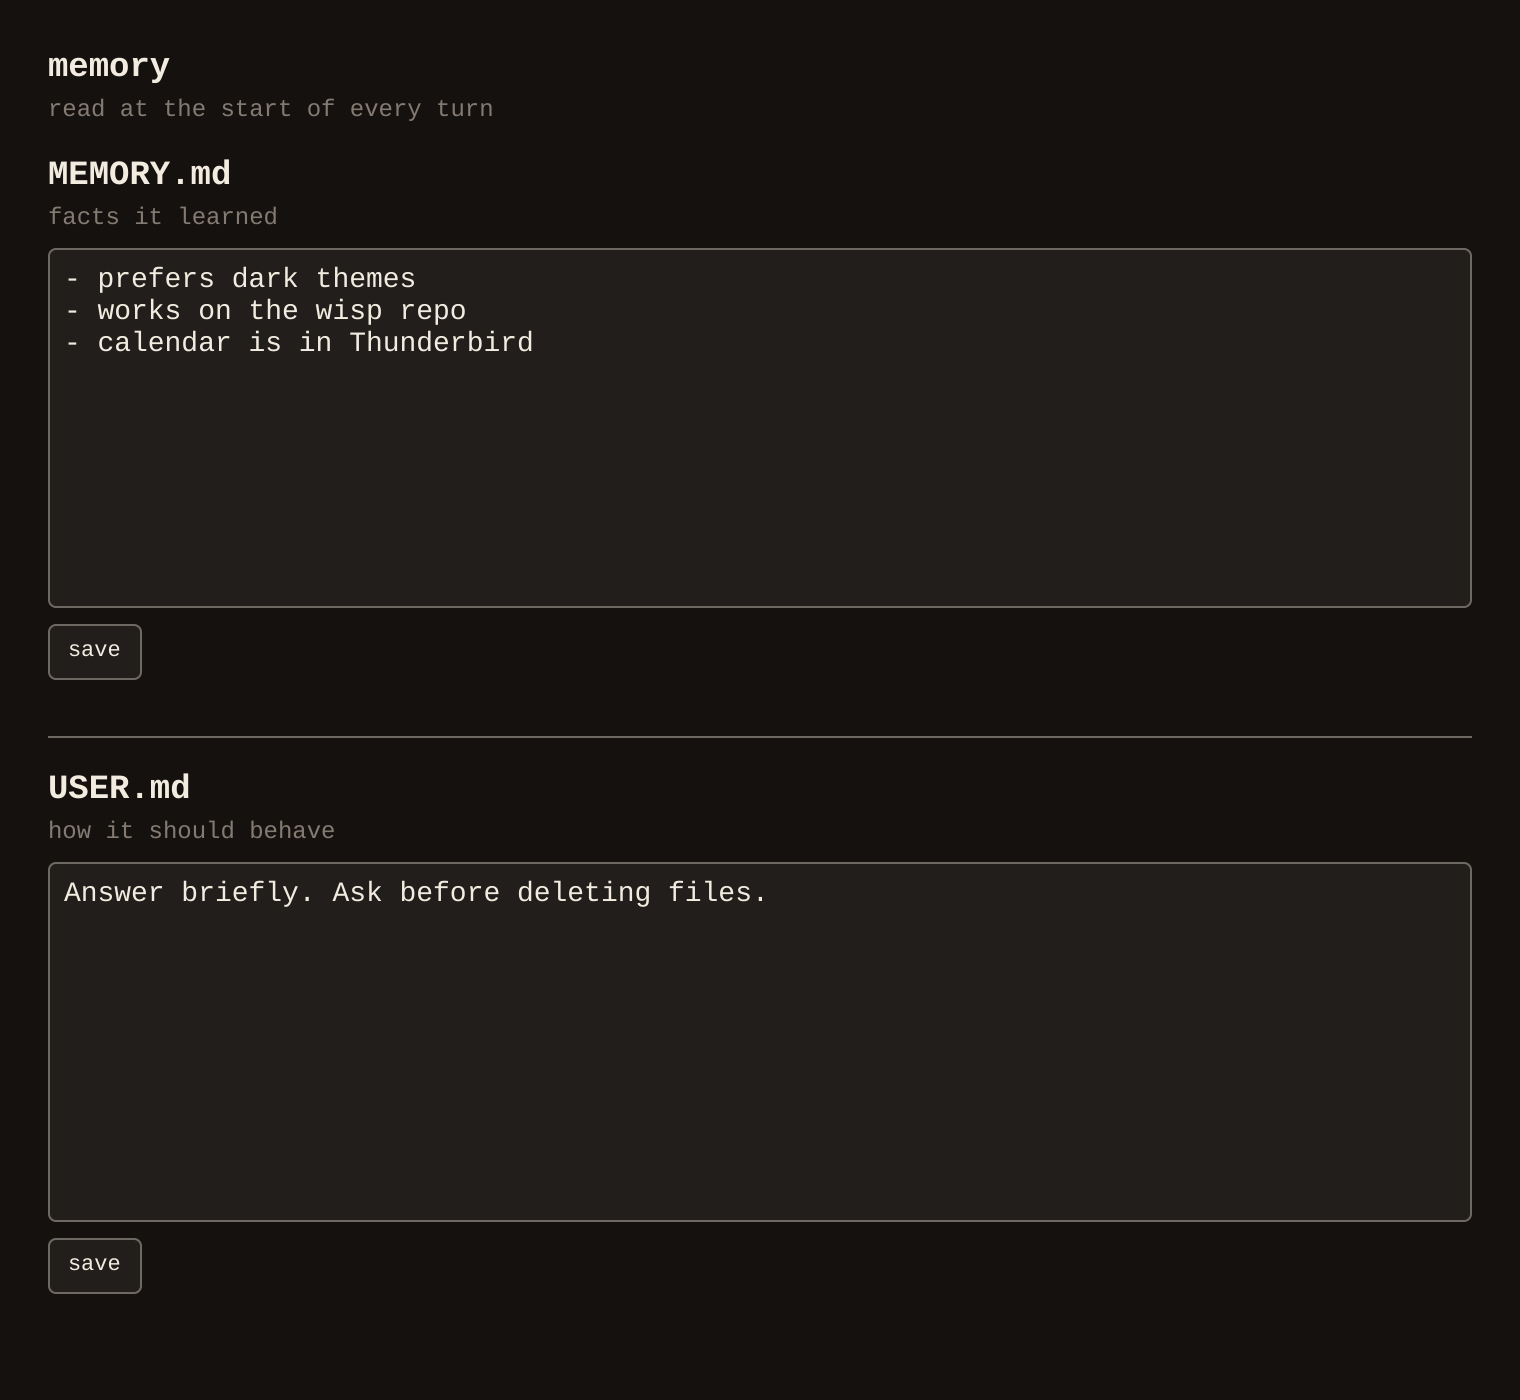 memory
read at the start of every turn
MEMORY.md
facts it learned
- prefers dark themes
- works on the wisp repo
- calendar is in Thunderbird
save
USER.md
how it should behave
Answer briefly. Ask before deleting files.
save